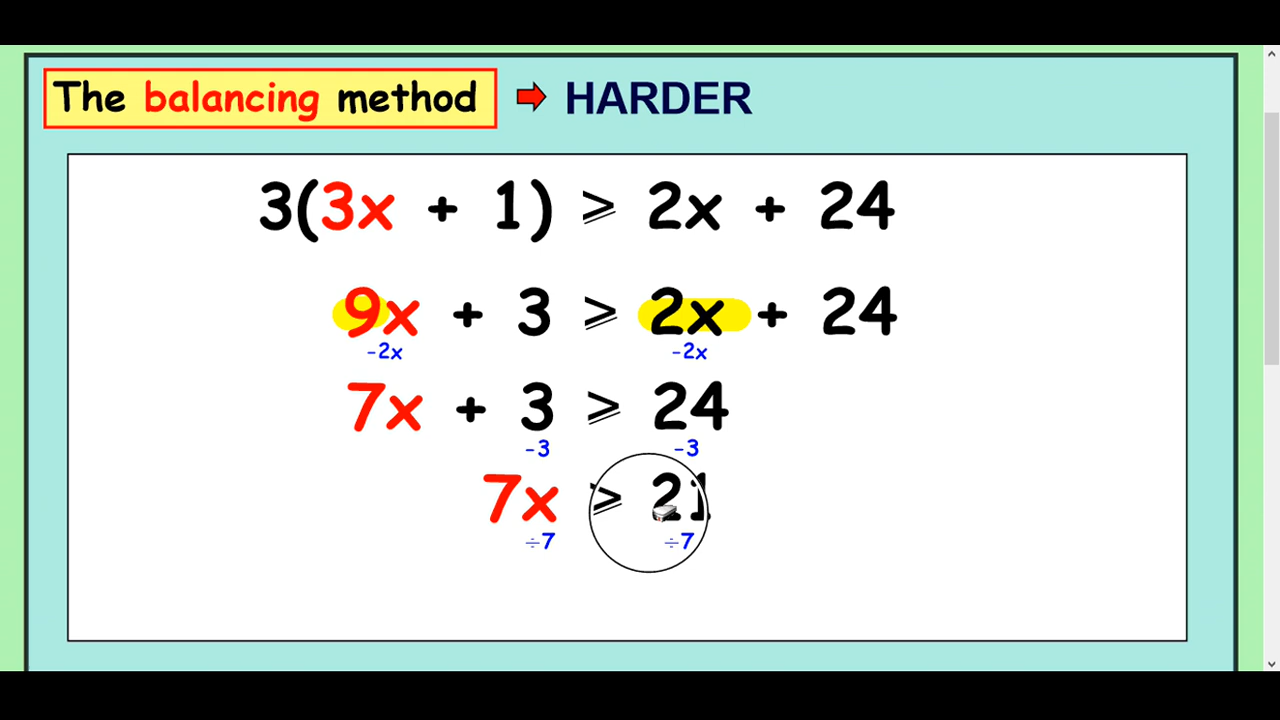 The balancing method HARDER
3(3x + 1) ⩾ 2x + 24
9x + 3 ⩾ 2x + 24
-2x -2x
7x + 3 ⩾ 24
-3 -3
7x ⩾ 21
÷7 ÷7